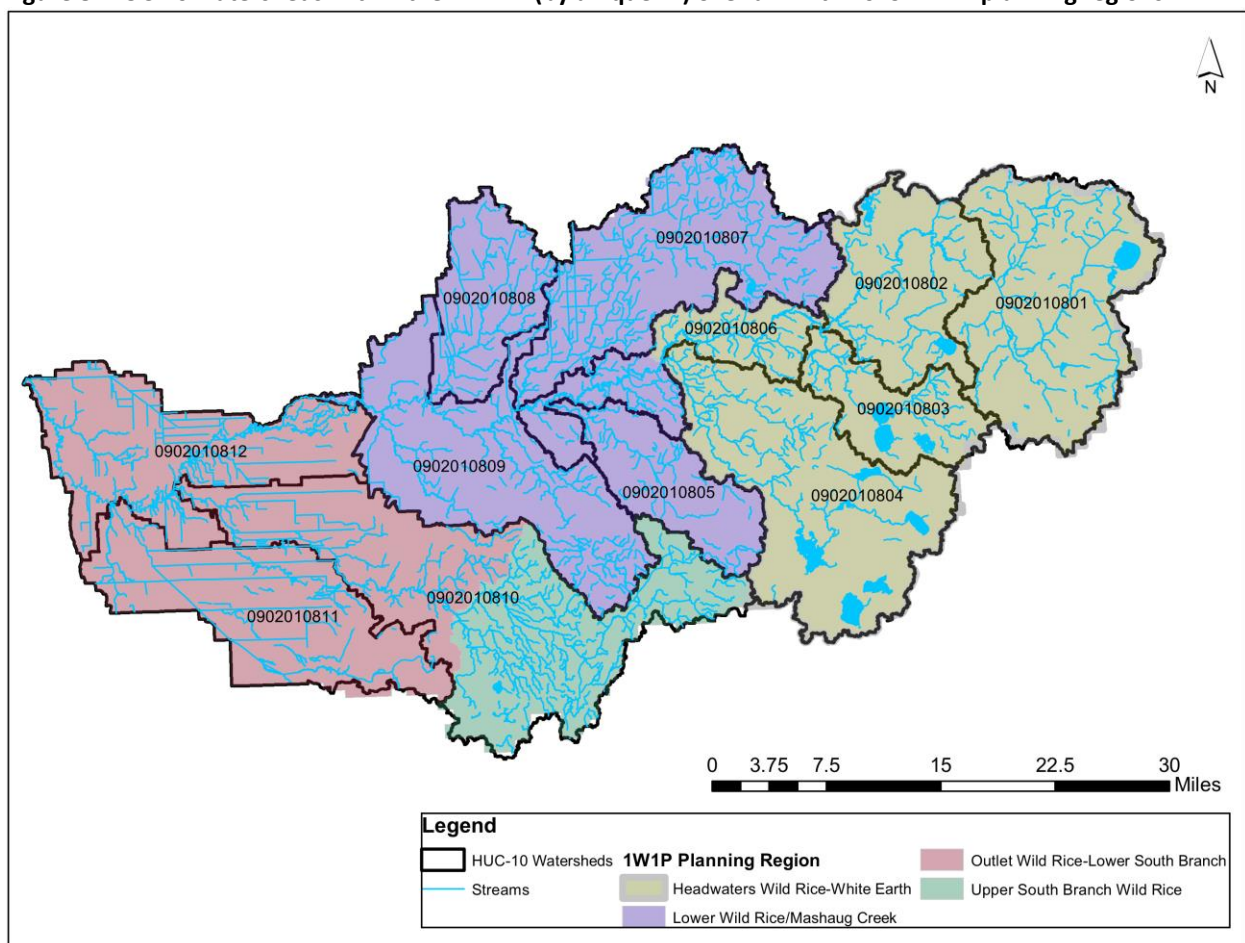 N
0902010807
0902010802
0902010808
0902010801
0902010806
0902010803
0902010812
0902010809
0902010805
0902010804
0902010810
0902010811
0 3.75 7.5 15 22.5 30
Miles
Legend
HUC-10 Watersheds
Streams
1W1P Planning Region
Headwaters Wild Rice-White Earth
Lower Wild Rice/Mashaug Creek
Outlet Wild Rice-Lower South Branch
Upper South Branch Wild Rice